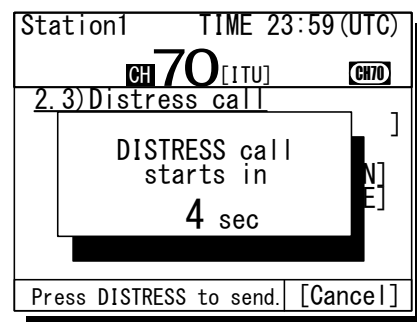 Station1 TIME 23:59(UTC)
CH 70 [ITU] CH70
2.3)Distress call
]
DISTRESS call
starts in
N]
E]
4 sec
Press DISTRESS to send. [Cancel]